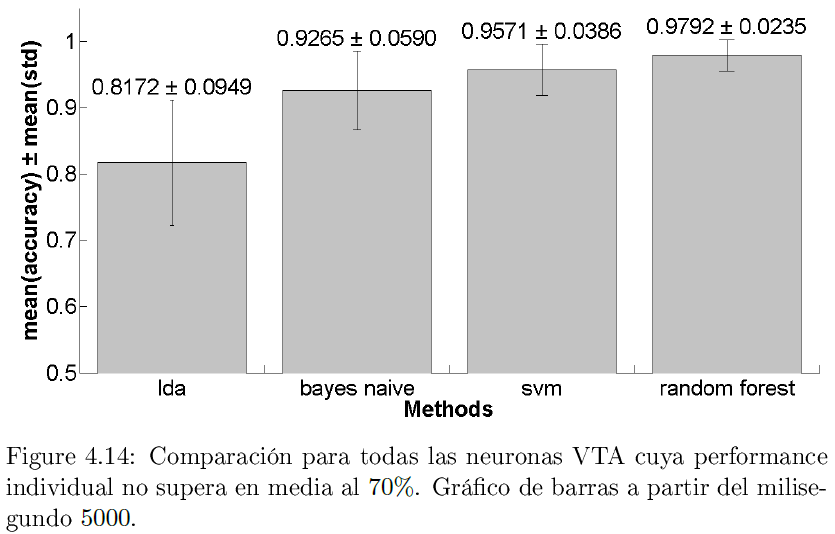 0.8172 ± 0.0949
0.9265 ± 0.0590
0.9571 ± 0.0386
0.9792 ± 0.0235
mean(accuracy) ± mean(std)
1
0.9
0.8
0.7
0.6
0.5
lda
bayes naive
svm
random forest
Methods
Figure 4.14: Comparación para todas las neuronas VTA cuya performance
individual no supera en media al 70%. Gráfico de barras a partir del milise-
gundo 5000.